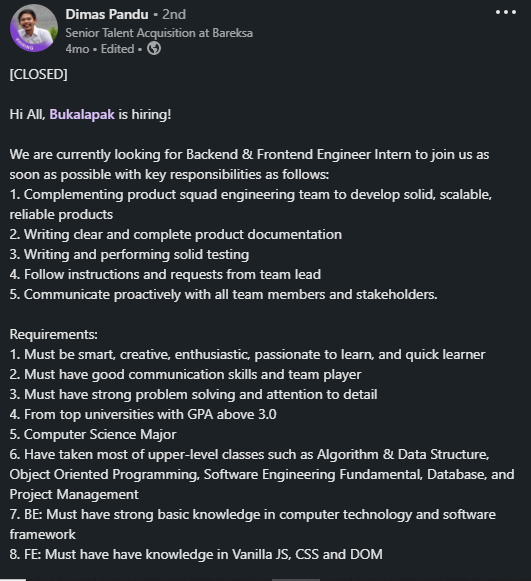 Dimas Pandu • 2nd
Senior Talent Acquisition at Bareksa
4mo • Edited •
[CLOSED]
Hi All, Bukalapak is hiring!
We are currently looking for Backend & Frontend Engineer Intern to join us as
soon as possible with key responsibilities as follows:
1. Complementing product squad engineering team to develop solid, scalable,
reliable products
2. Writing clear and complete product documentation
3. Writing and performing solid testing
4. Follow instructions and requests from team lead
5. Communicate proactively with all team members and stakeholders.
Requirements:
1. Must be smart, creative, enthusiastic, passionate to learn, and quick learner
2. Must have good communication skills and team player
3. Must have strong problem solving and attention to detail
4. From top universities with GPA above 3.0
5. Computer Science Major
6. Have taken most of upper-level classes such as Algorithm & Data Structure,
Object Oriented Programming, Software Engineering Fundamental, Database, and
Project Management
7. BE: Must have strong basic knowledge in computer technology and software
framework
8. FE: Must have have knowledge in Vanilla JS, CSS and DOM